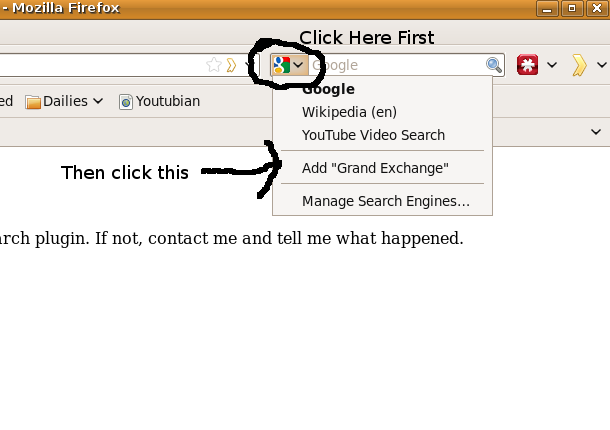 - Mozilla Firefox
Click Here First
Google
ed Dailies Youtubian
Google
Wikipedia (en)
YouTube Video Search
Then click this
Add "Grand Exchange"
Manage Search Engines...
arch plugin. If not, contact me and tell me what happened.